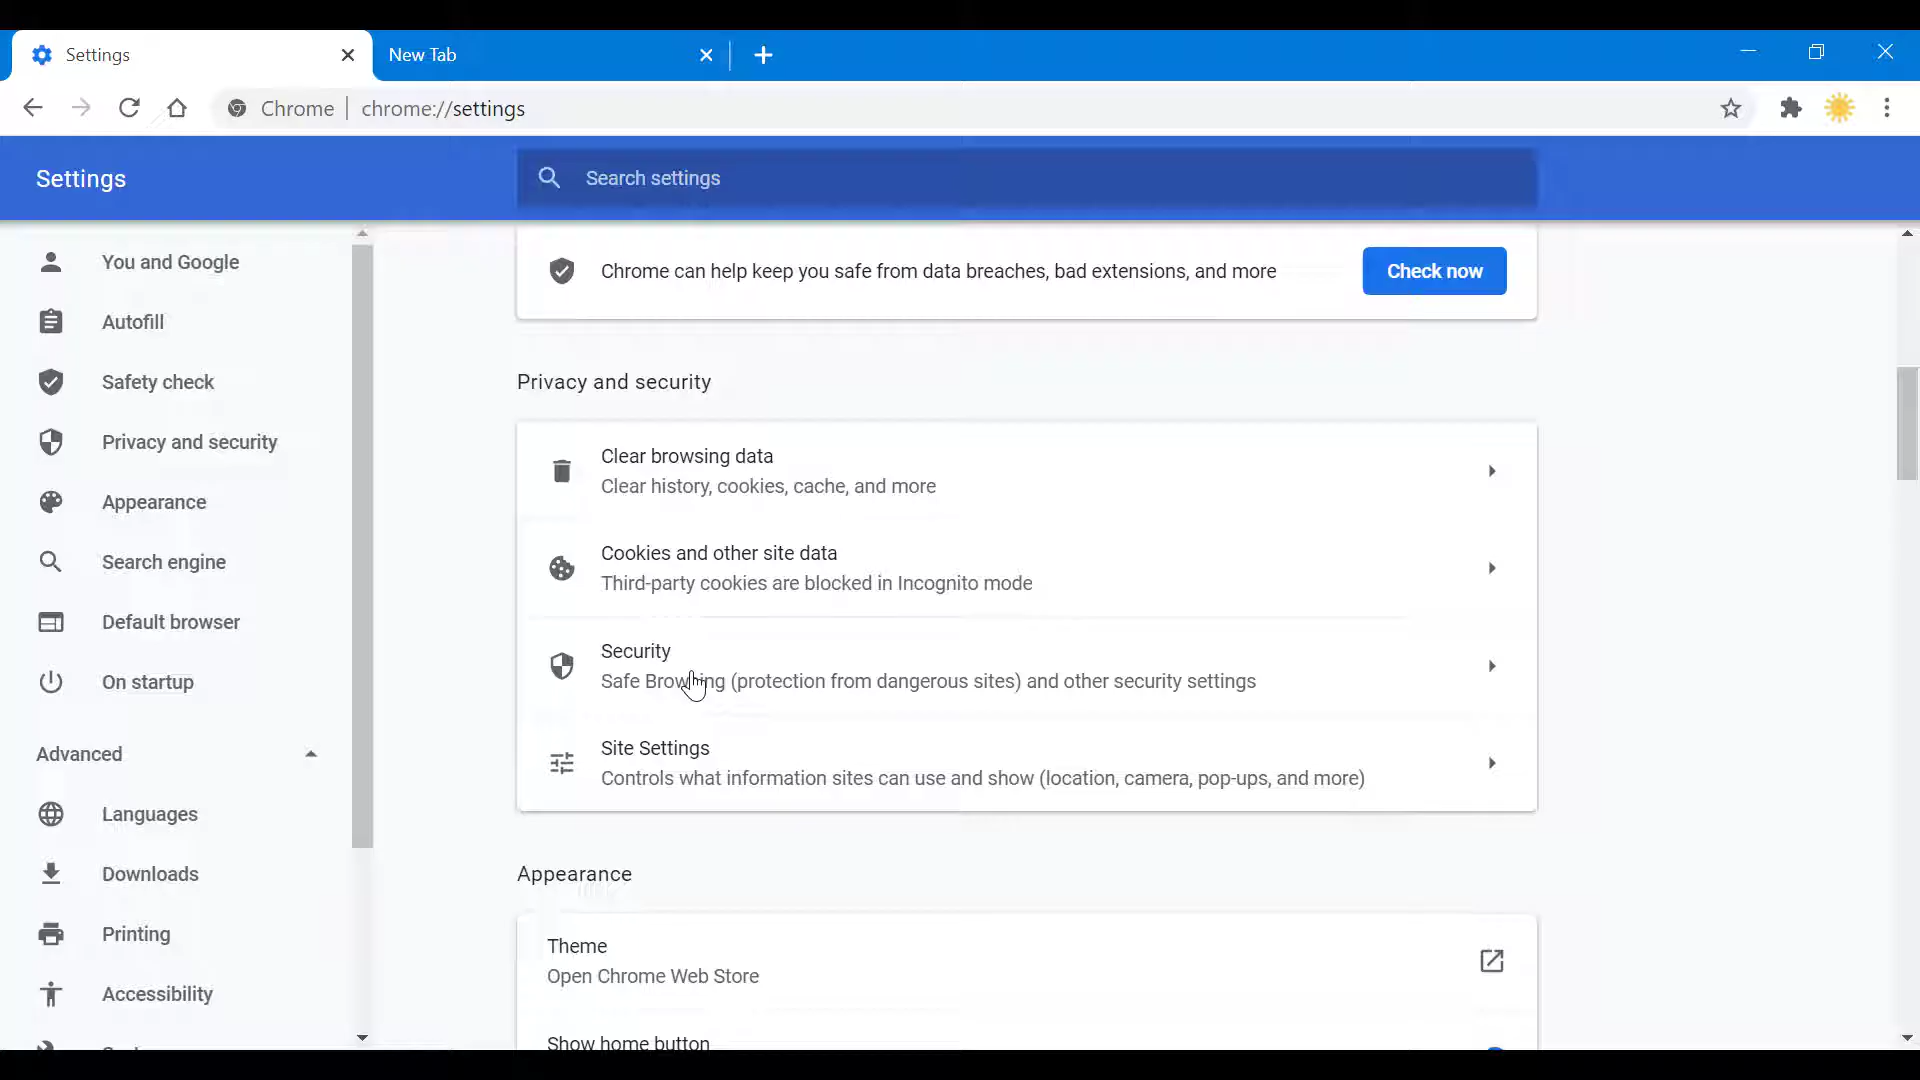 Settings
New Tab
Chrome | chrome://settings
Settings
Search settings
You and Google
Autofill
Safety check
Privacy and security
Appearance
Search engine
Default browser
On startup
Advanced
Languages
Downloads
Printing
Accessibility
Chrome can help keep you safe from data breaches, bad extensions, and more
Check now
Privacy and security
Clear browsing data
Clear history, cookies, cache, and more
Cookies and other site data
Third-party cookies are blocked in Incognito mode
Security
Safe Browsing (protection from dangerous sites) and other security settings
Site Settings
Controls what information sites can use and show (location, camera, pop-ups, and more)
Appearance
Theme
Open Chrome Web Store
Show home button